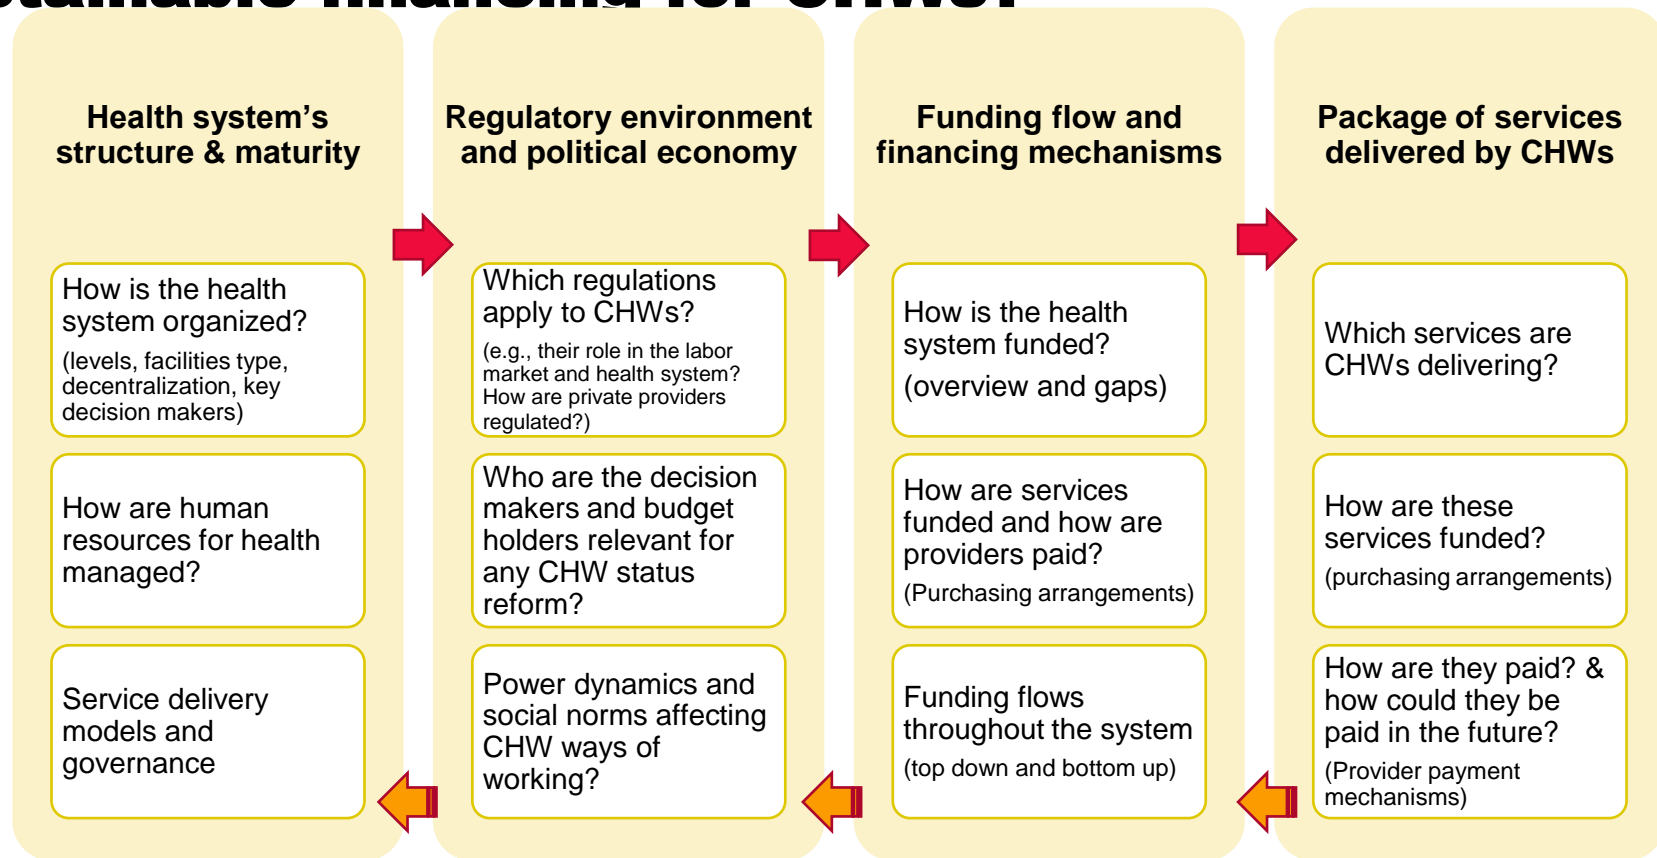 financing for CHWs?
Health system’s
structure & maturity
How is the health
system organized?
(levels, facilities type,
decentralization, key
decision makers)
How are human
resources for health
managed?
Service delivery
models and
governance
Regulatory environment
and political economy
Which regulations
apply to CHWs?
(e.g., their role in the labor
market and health system?
How are private providers
regulated?)
Who are the decision
makers and budget
holders relevant for
any CHW status
reform?
Power dynamics and
social norms affecting
CHW ways of
working?
Funding flow and
financing mechanisms
How is the health
system funded?
(overview and gaps)
How are services
funded and how are
providers paid?
(Purchasing arrangements)
Funding flows
throughout the system
(top down and bottom up)
Package of services
delivered by CHWs
Which services are
CHWs delivering?
How are these
services funded?
(purchasing arrangements)
How are they paid? &
how could they be
paid in the future?
(Provider payment
mechanisms)